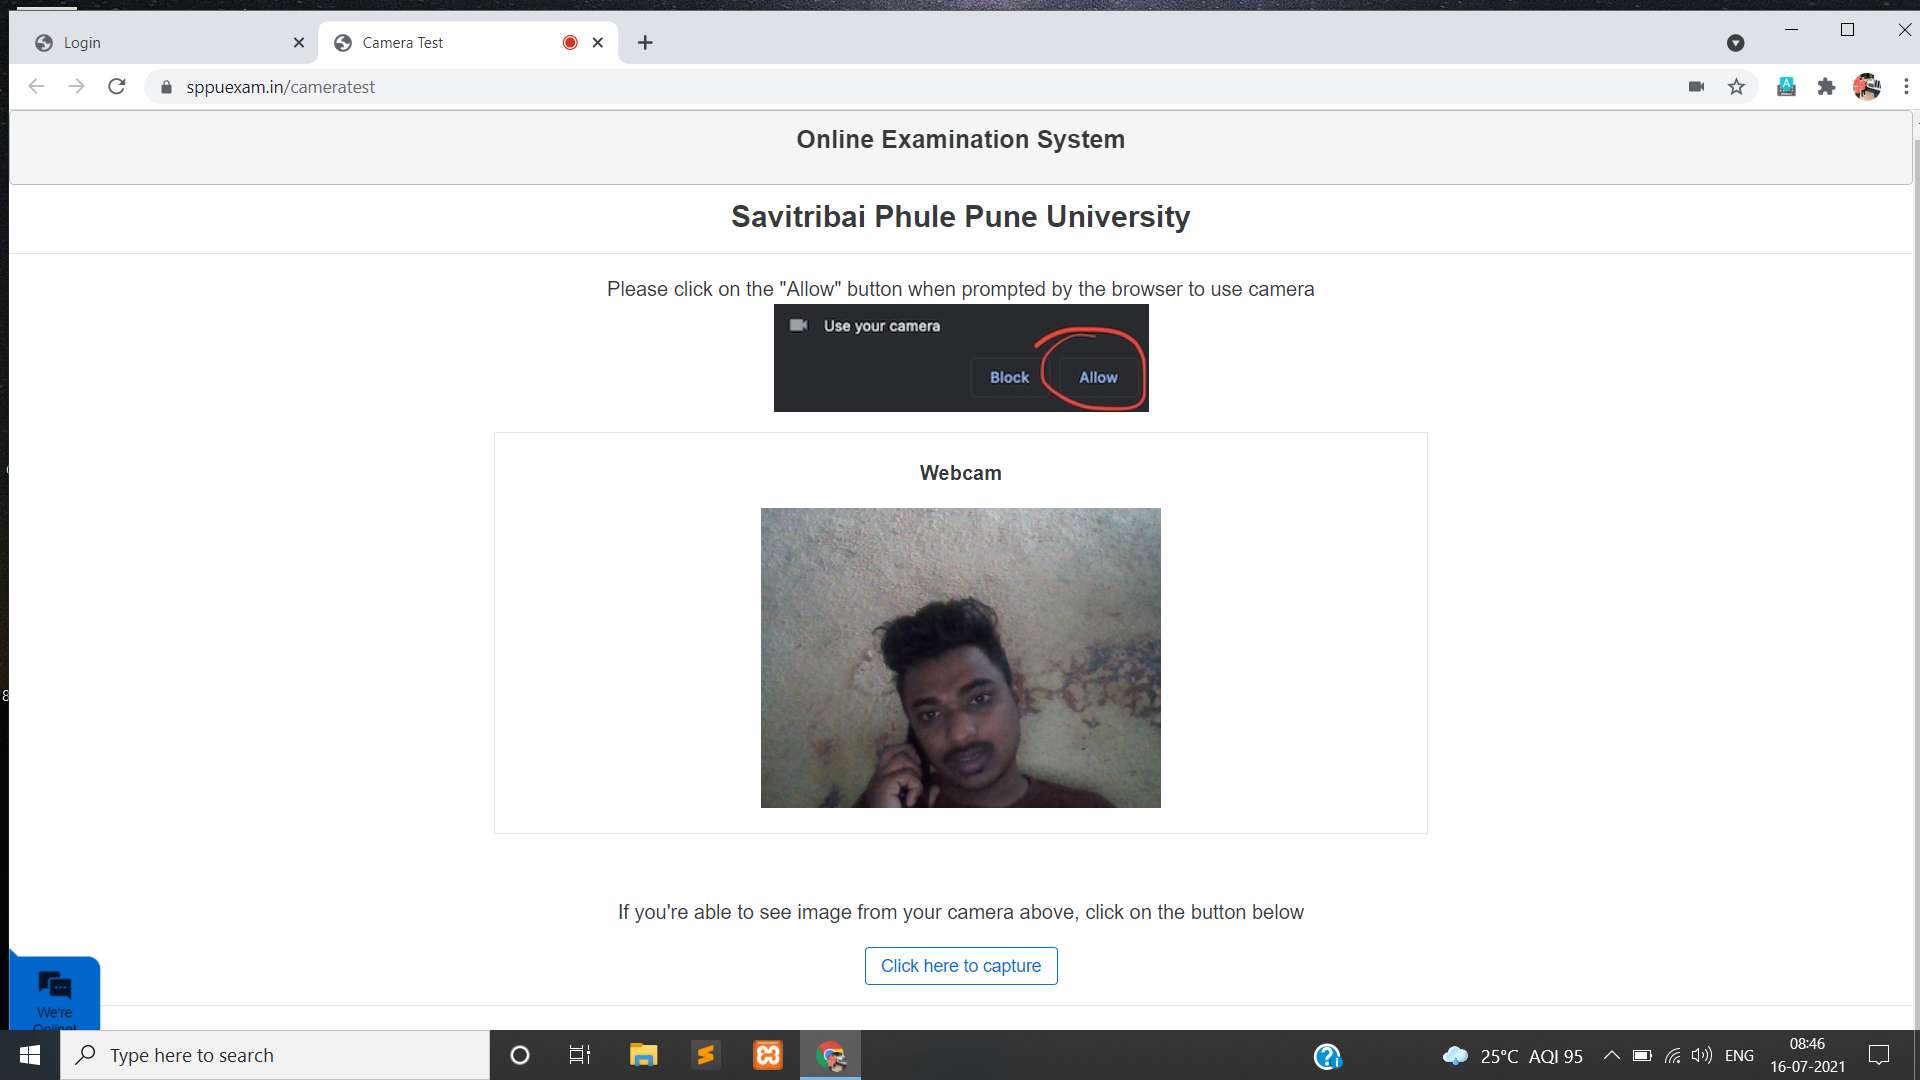 Login
Camera Test
sppuexam.in/cameratest
Online Examination System
Savitribai Phule Pune University
Please click on the "Allow" button when prompted by the browser to use camera
Use your camera
Block
Allow
Webcam
If you're able to see image from your camera above, click on the button below
Click here to capture
We're
Online!
Type here to search
25°C AQI 95
ENG
08:46
16-07-2021